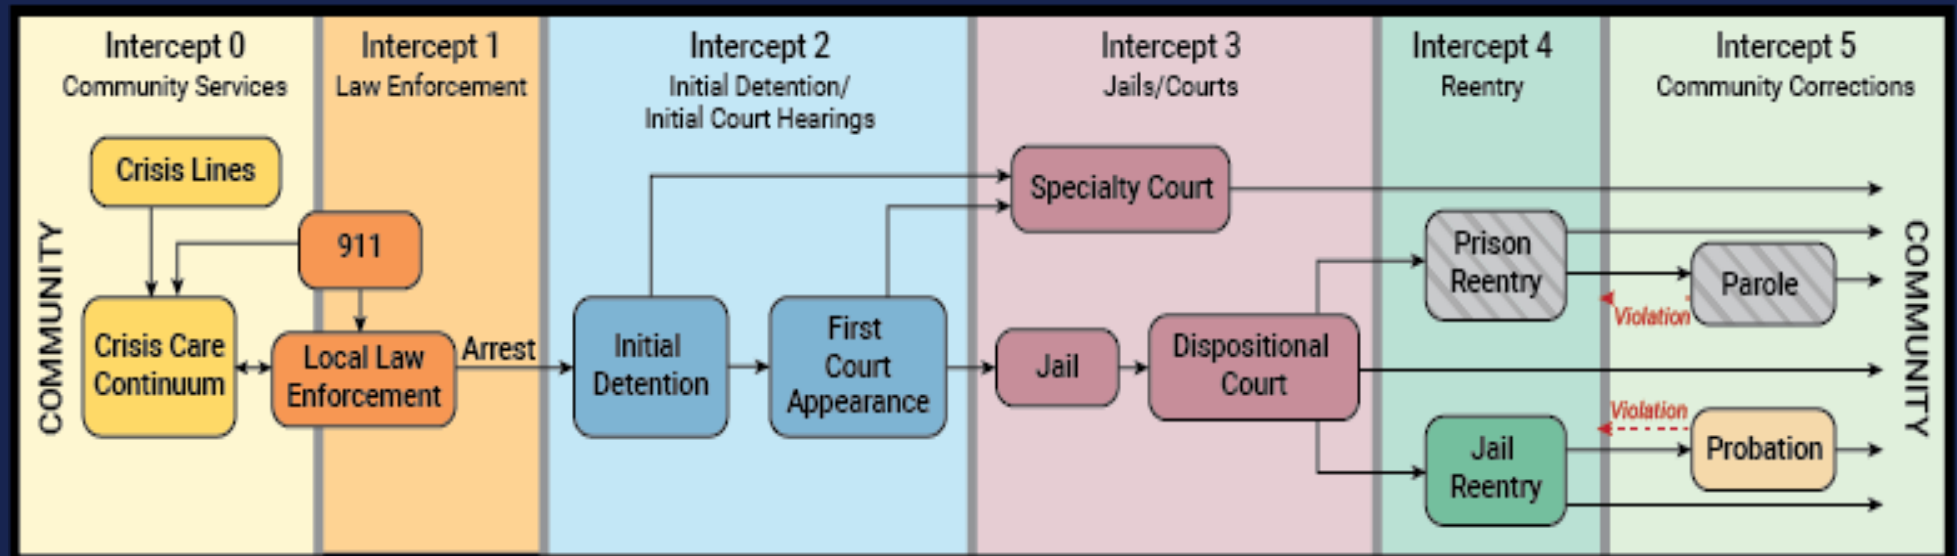 Intercept 0
Community Services
Intercept 1
Law Enforcement
Intercept 2
Initial Detention/
Initial Court Hearings
Intercept 3
Jails/Courts
Intercept 4
Reentry
Intercept 5
Community Corrections
COMMUNITY
Crisis Lines
911
Crisis Care
Continuum
Local Law
Enforcement
Arrest
Initial
Detention
First
Court
Appearance
Specialty Court
Jail
Dispositional
Court
Prison
Reentry
Parole
Violation
Violation
Jail
Reentry
Probation
COMMUNITY